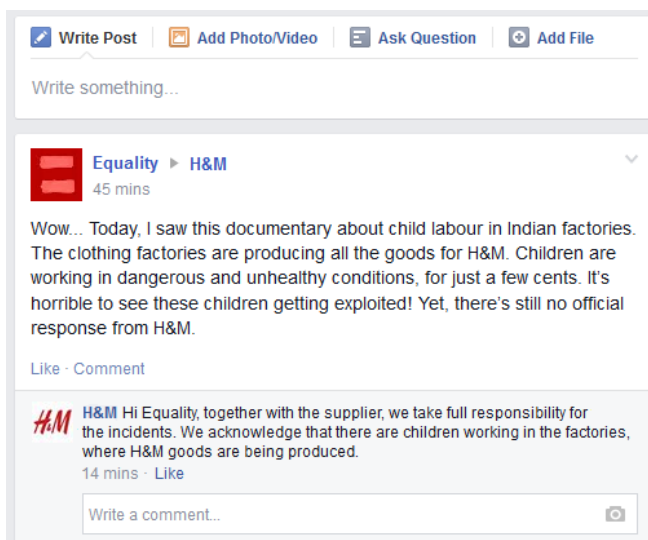 Write Post Add Photo/Video Ask Question Add File
Write something...
Equality ▸ H&M
45 mins
Wow... Today, I saw this documentary about child labour in Indian factories.
The clothing factories are producing all the goods for H&M. Children are
working in dangerous and unhealthy conditions, for just a few cents. It's
horrible to see these children getting exploited! Yet, there's still no official
response from H&M.
Like · Comment
H&M
H&M Hi Equality, together with the supplier, we take full responsibility for
the incidents. We acknowledge that there are children working in the factories,
where H&M goods are being produced.
14 mins · Like
Write a comment...